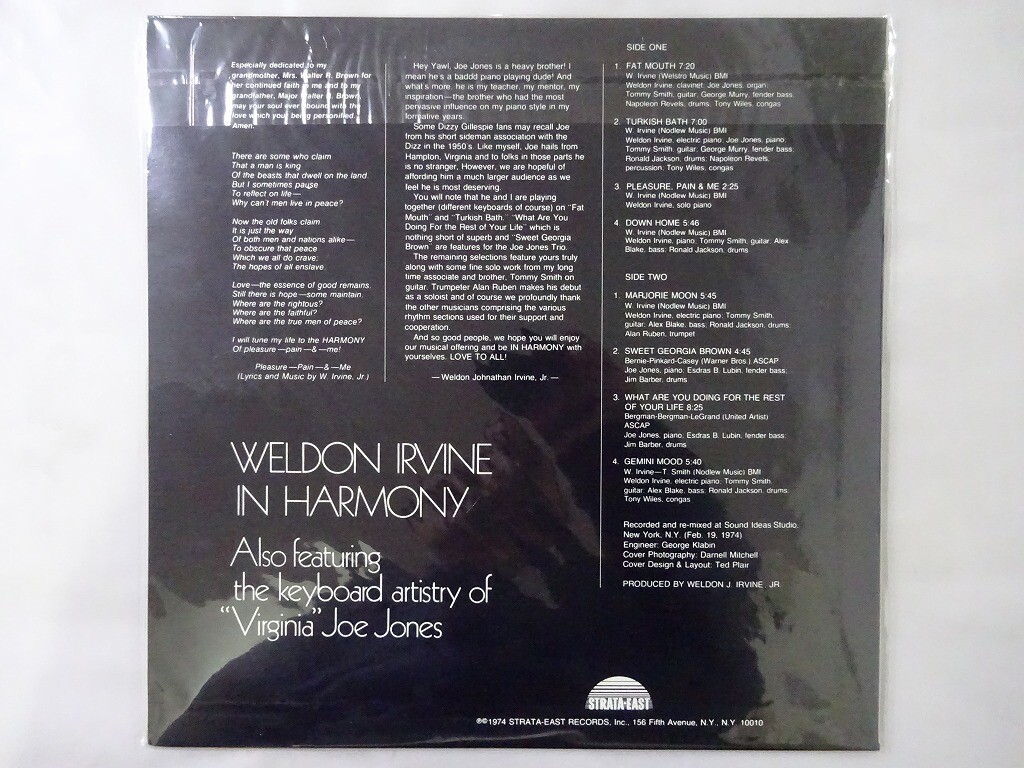 Especially dedicated to my
grandmother, Mrs. Walter R. Brown for
her continued faith in me and to my
grandfather, Major Walter R. Brown,
may your soul ever abound with the
love which your being personified.
Amen.
There are some who claim
That a man is king
Of the beasts that dwell on the land
But I sometimes pause
To reflect on life—
Why can't men live in peace?
Now the old folks claim
It is just the way
Of both men and nations alike—
To obscure that peace
Which we all do crave;
The hopes of all enslave.
Love—the essence of good remains.
Still there is hope—some maintain.
Where are the rightous?
Where are the faithful?
Where are the true men of peace?
I will tune my life to the HARMONY
Of pleasure—pain—&—me!
Pleasure—Pain—&—Me
(Lyrics and Music by W. Irvine, Jr.)
Hey Yawl, Joe Jones is a heavy brother! I
mean he's a baddd piano playing dude! And
what's more, he is my teacher, my mentor, my
inspiration—the brother who had the most
pervasive influence on my piano style in my
formative years.
Some Dizzy Gillespie fans may recall Joe
from his short sideman association with the
Dizz in the 1950's. Like myself, Joe hails from
Hampton, Virginia and to folks in those parts he
is no stranger, However, we are hopeful of
affording him a much larger audience as we
feel he is most deserving.
You will note that he and I are playing
together (different keyboards of course) on "Fat
Mouth" and "Turkish Bath." "What Are You
Doing For the Rest of Your Life" which is
nothing short of superb and "Sweet Georgia
Brown" are features for the Joe Jones Trio.
The remaining selections feature yours truly
along with some fine solo work from my long
time associate and brother, Tommy Smith on
guitar. Trumpeter Alan Ruben makes his debut
as a soloist and of course we profoundly thank
the other musicians comprising the various
rhythm sections used for their support and
cooperation.
And so good people, we hope you will enjoy
our musical offering and be IN HARMONY with
yourselves. LOVE TO ALL!
—Weldon Johnathan Irvine, Jr.—
SIDE ONE
1. FAT MOUTH 7:20
W. Irvine (Welstro Music) BMI
Weldon Irvine, clavinet; Joe Jones, organ;
Tommy Smith, guitar; George Murry, fender bass;
Napoleon Revels, drums; Tony Wiles, congas
2. TURKISH BATH 7:00
W. Irvine (Nodlew Music) BMI
Weldon Irvine, electric piano; Joe Jones, piano;
Tommy Smith, guitar; George Murry, fender bass;
Ronald Jackson, drums; Napoleon Revels,
percussion; Tony Wiles, congas
3. PLEASURE, PAIN & ME 2:25
W. Irvine (Nodlew Music) BMI
Weldon Irvine, solo piano
4. DOWN HOME 5:46
W. Irvine (Nodlew Music) BMI
Weldon Irvine, piano; Tommy Smith, guitar; Alex
Blake, bass; Ronald Jackson, drums
SIDE TWO
1. MARJORIE MOON 5:45
W. Irvine (Nodlew Music) BMI
Weldon Irvine, electric piano; Tommy Smith,
guitar; Alex Blake, bass; Ronald Jackson, drums;
Alan Ruben, trumpet
2. SWEET GEORGIA BROWN 4:45
Bernie-Pinkard-Casey (Warner Bros.) ASCAP
Joe Jones, piano; Esdras B. Lubin, fender bass;
Jim Barber, drums
3. WHAT ARE YOU DOING FOR THE REST
OF YOUR LIFE 8:25
Bergman-Bergman-LeGrand (United Artist)
ASCAP
Joe Jones, piano; Esdras B. Lubin, fender bass;
Jim Barber, drums
4. GEMINI MOOD 5:40
W. Irvine—T. Smith (Nodlew Music) BMI
Weldon Irvine, electric piano; Tommy Smith,
guitar; Alex Blake, bass; Ronald Jackson, drums;
Tony Wiles, congas
Recorded and re-mixed at Sound Ideas Studio,
New York, N.Y. (Feb. 19, 1974)
Engineer: George Klabin
Cover Photography: Darnell Mitchell
Cover Design & Layout: Ted Plair
PRODUCED BY WELDON J. IRVINE, JR.
WELDON IRVINE
IN HARMONY
Also featuring
the keyboard artistry of
"Virginia" Joe Jones
STRATA-EAST
℗©1974 STRATA-EAST RECORDS, Inc., 156 Fifth Avenue, N.Y., N.Y. 10010